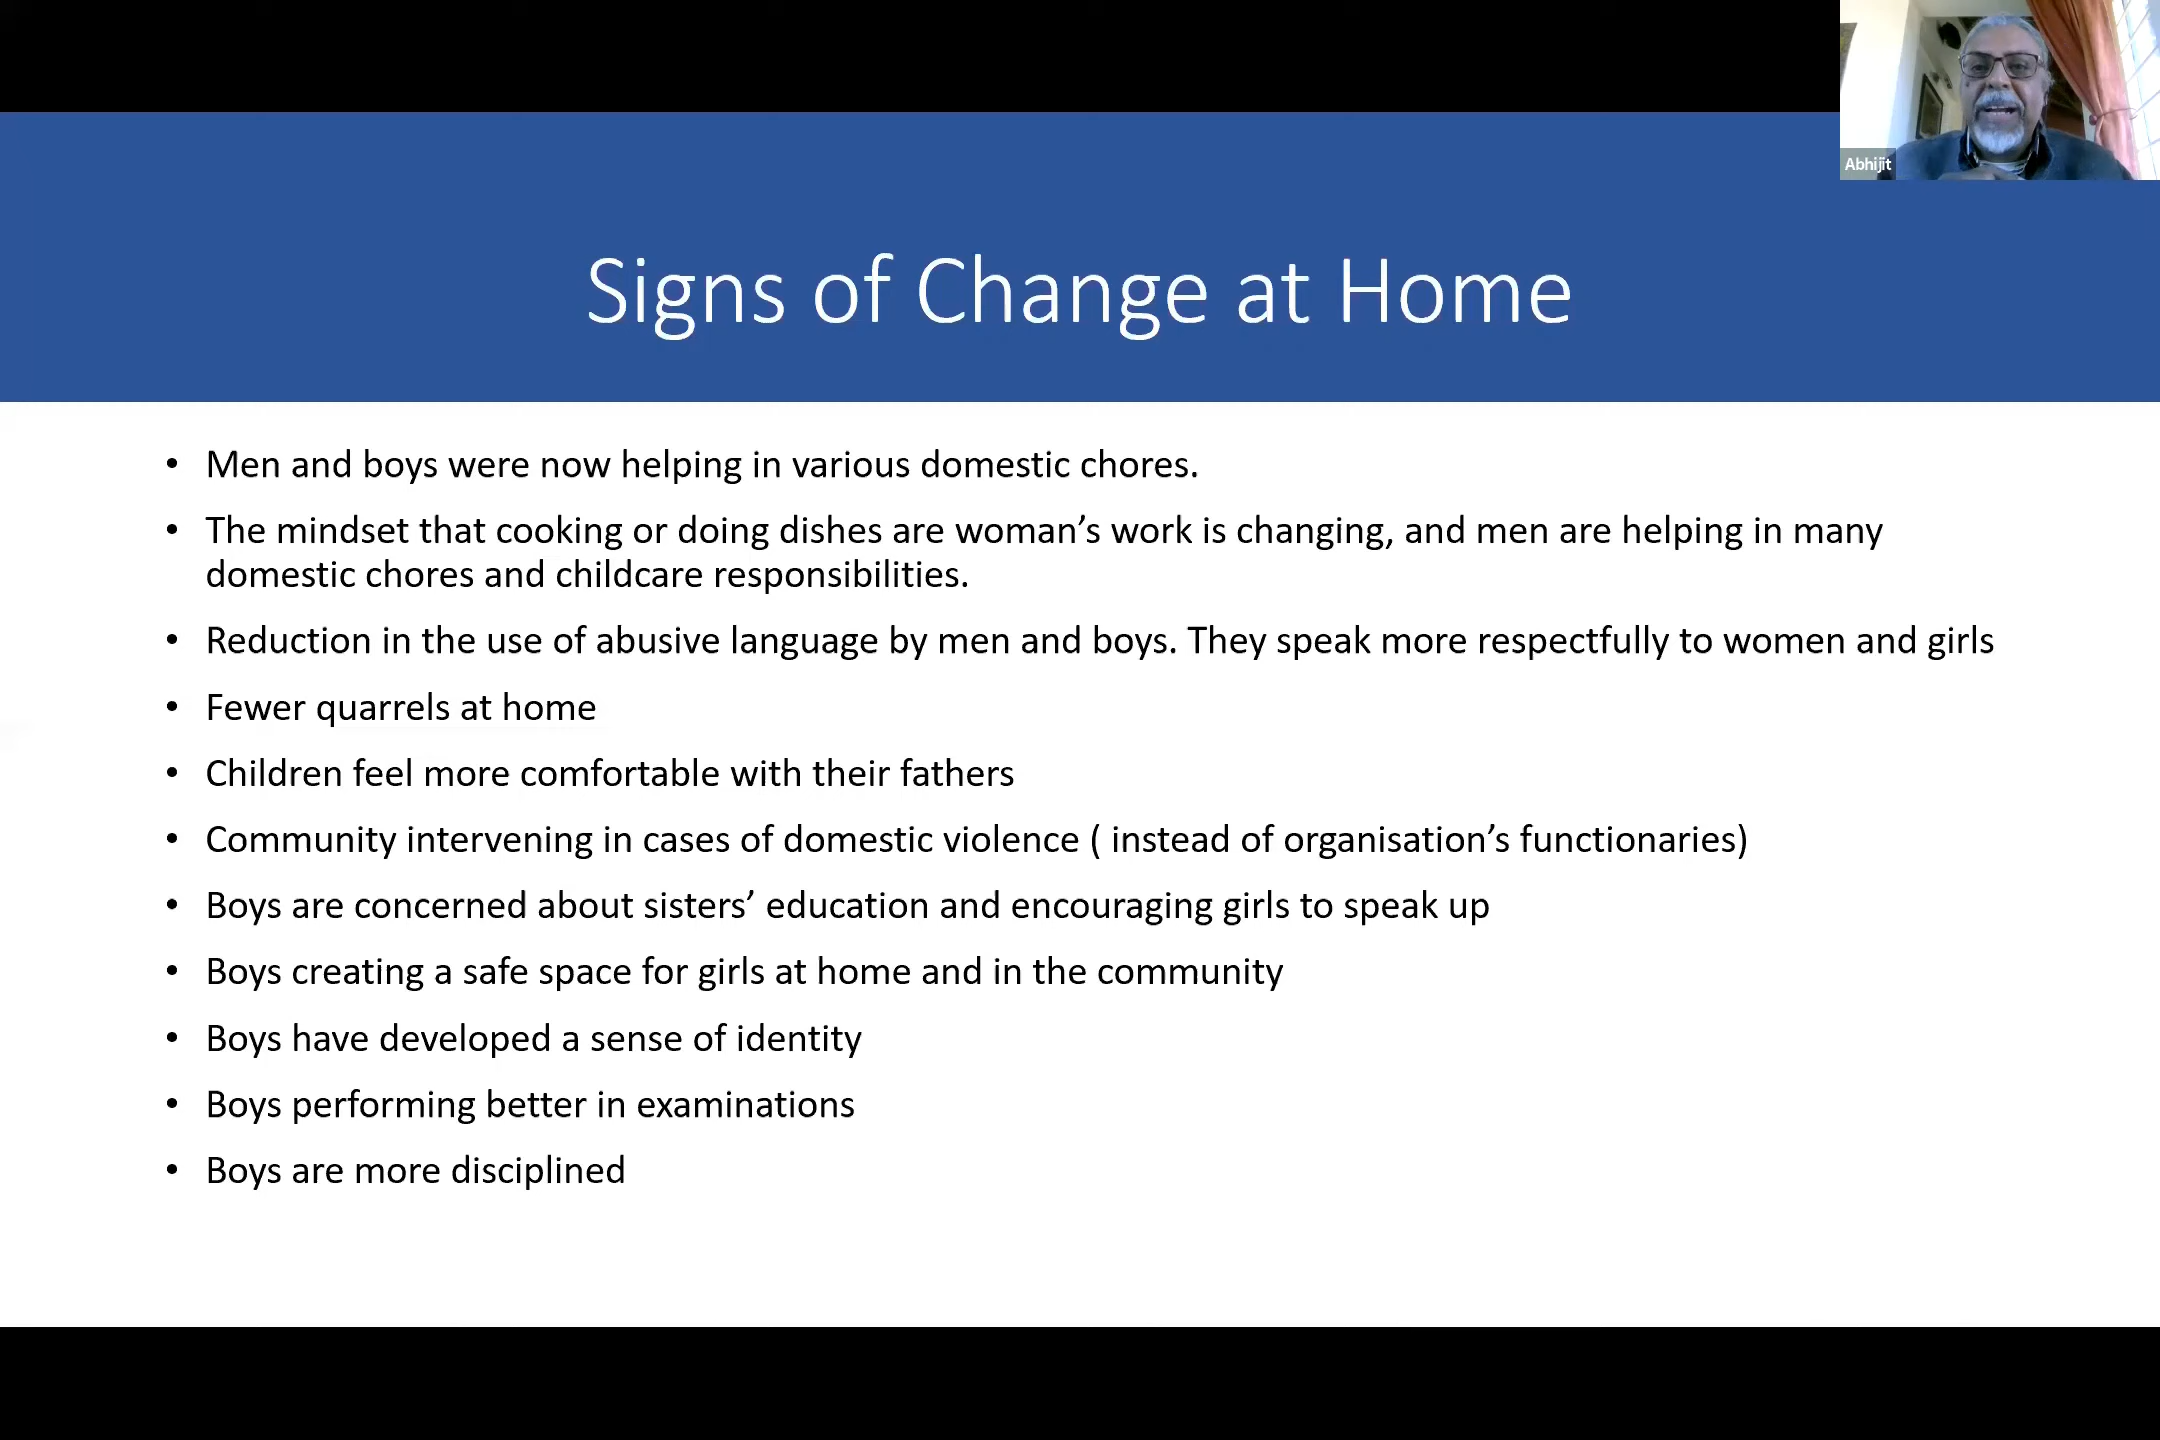 Abhijit
Signs of Change at Home
• Men and boys were now helping in various domestic chores.
• The mindset that cooking or doing dishes are woman’s work is changing, and men are helping in many
domestic chores and childcare responsibilities.
• Reduction in the use of abusive language by men and boys. They speak more respectfully to women and girls
• Fewer quarrels at home
• Children feel more comfortable with their fathers
• Community intervening in cases of domestic violence ( instead of organisation’s functionaries)
• Boys are concerned about sisters’ education and encouraging girls to speak up
• Boys creating a safe space for girls at home and in the community
• Boys have developed a sense of identity
• Boys performing better in examinations
• Boys are more disciplined